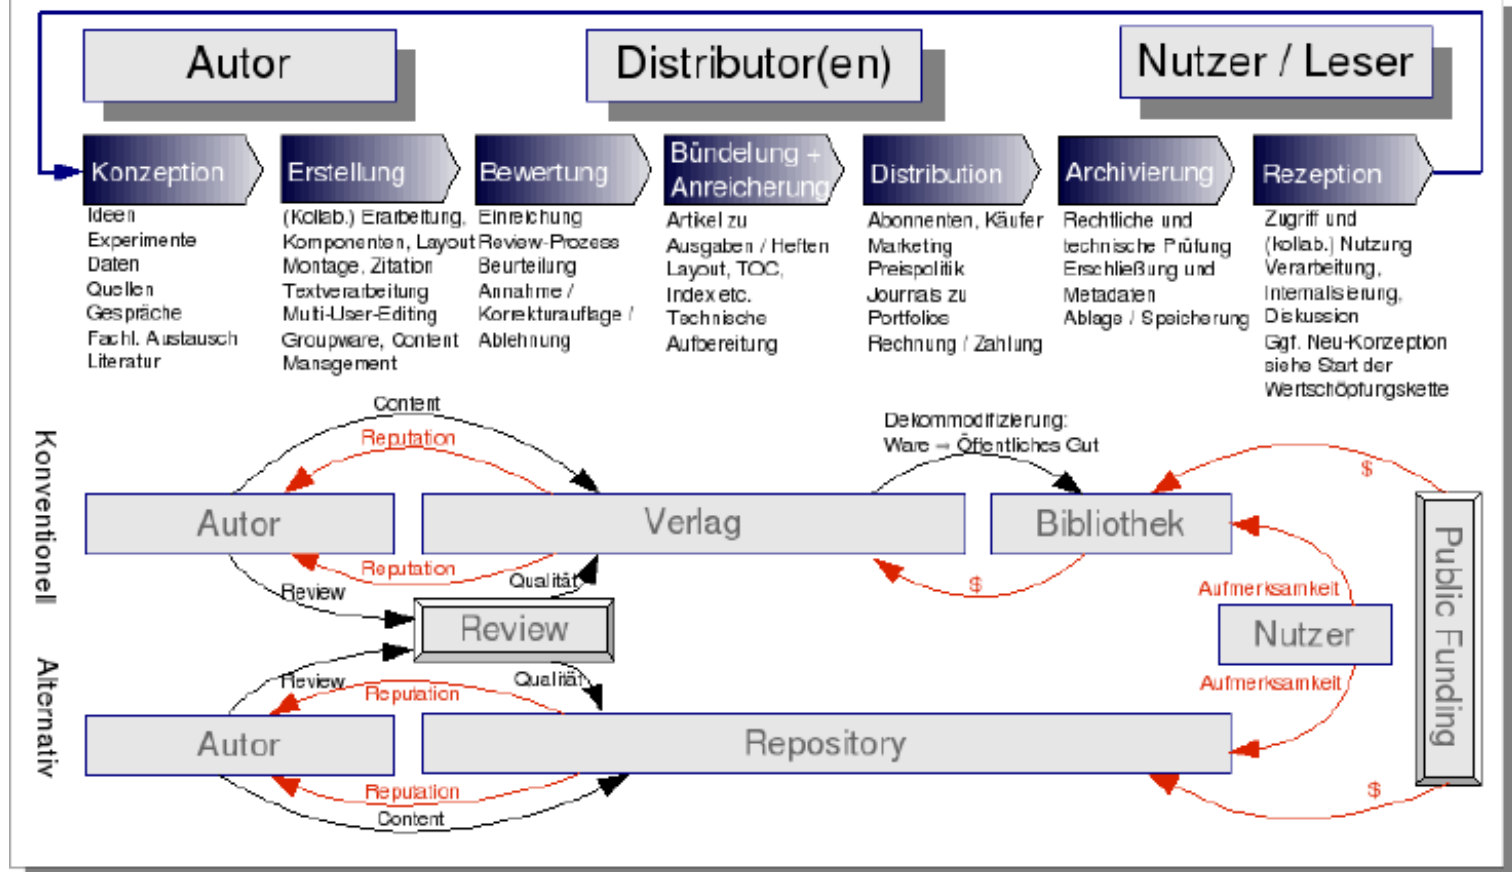 Autor
Distributor(en)
Nutzer / Leser
Konzeption
Erstellung
Bewertung
Bündelung +
Anreicherung
Distribution
Archivierung
Rezeption
Ideen
Experimente
Daten
Quellen
Gespräche
Fachl. Austausch
Literatur
(Kollab.) Erarbeitung,
Komponenten, Layout
Montage, Zitation
Textverarbeitung
Multi-User-Editing
Groupware, Content
Management
Einreichung
Review-Prozess
Beurteilung
Annahme /
Korrekturauflage /
Ablehnung
Artikel zu
Ausgaben / Heften
Layout, TOC,
Index etc.
Technische
Aufbereitung
Abonnenten, Käufer
Marketing
Preispolitik
Journals zu
Portfolios
Rechnung / Zahlung
Rechtliche und
technische Prüfung
Erschließung und
Metadaten
Ablage / Speicherung
Zugriff und
(kollab.) Nutzung
Verarbeitung,
Internalisierung,
Diskussion
Ggf. Neu-Konzeption
siehe Start der
Wertschöpfungskette
Konventionell
Content
Reputation
Dekommodifizierung:
Ware → Öffentliches Gut
$
Autor
Verlag
Bibliothek
Public Funding
Reputation
Qualität
$
Review
Aufmerksamkeit
Review
Nutzer
Alternativ
Review
Qualität
Aufmerksamkeit
Reputation
Autor
Repository
Reputation
$
Content